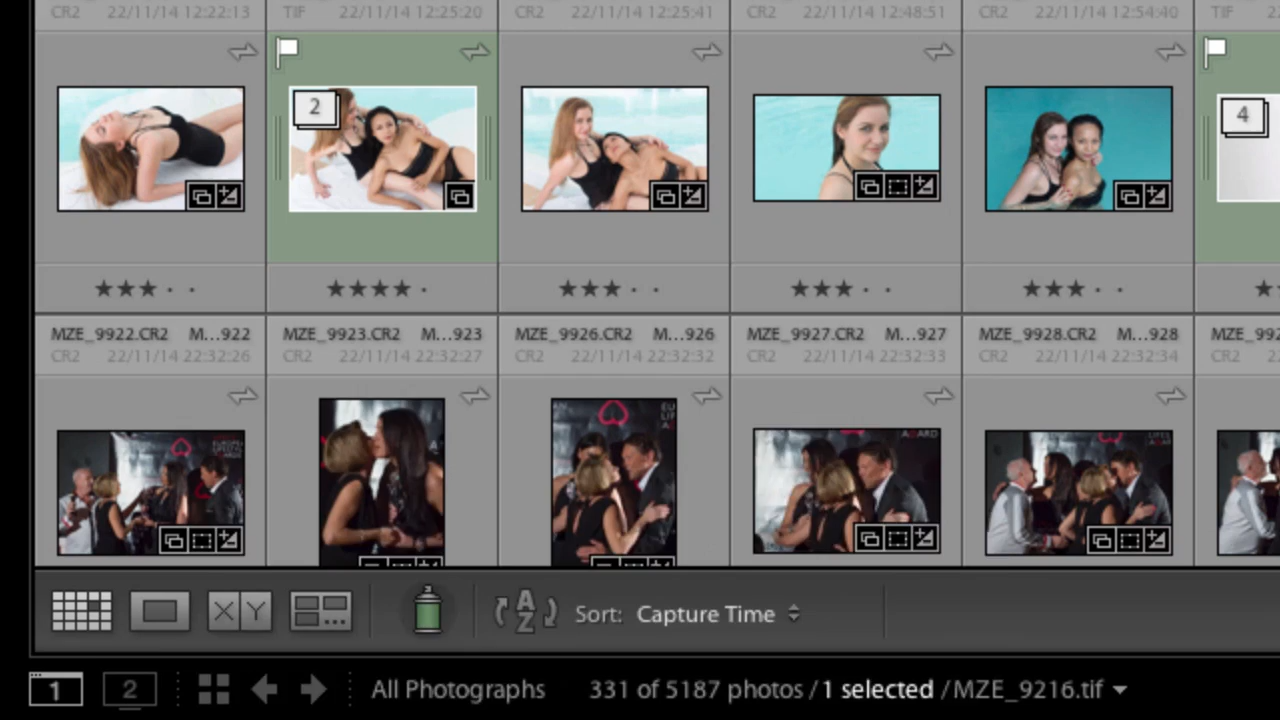 CR2 22/11/14 12:22:13 TIF 22/11/14 12:25:20 CR2 22/11/14 12:25:41 CR2 22/11/14 12:48:51 CR2 22/11/14 12:54:40 TIF
2 4
MZE_9922.CR2 M...922 MZE_9923.CR2 M...923 MZE_9926.CR2 M...926 MZE_9927.CR2 M...927 MZE_9928.CR2 M...928 MZE_992
CR2 22/11/14 22:32:26 CR2 22/11/14 22:32:27 CR2 22/11/14 22:32:32 CR2 22/11/14 22:32:33 CR2 22/11/14 22:32:34 CR2
X Y A Z Sort: Capture Time
1 2 All Photographs 331 of 5187 photos / 1 selected / MZE_9216.tif